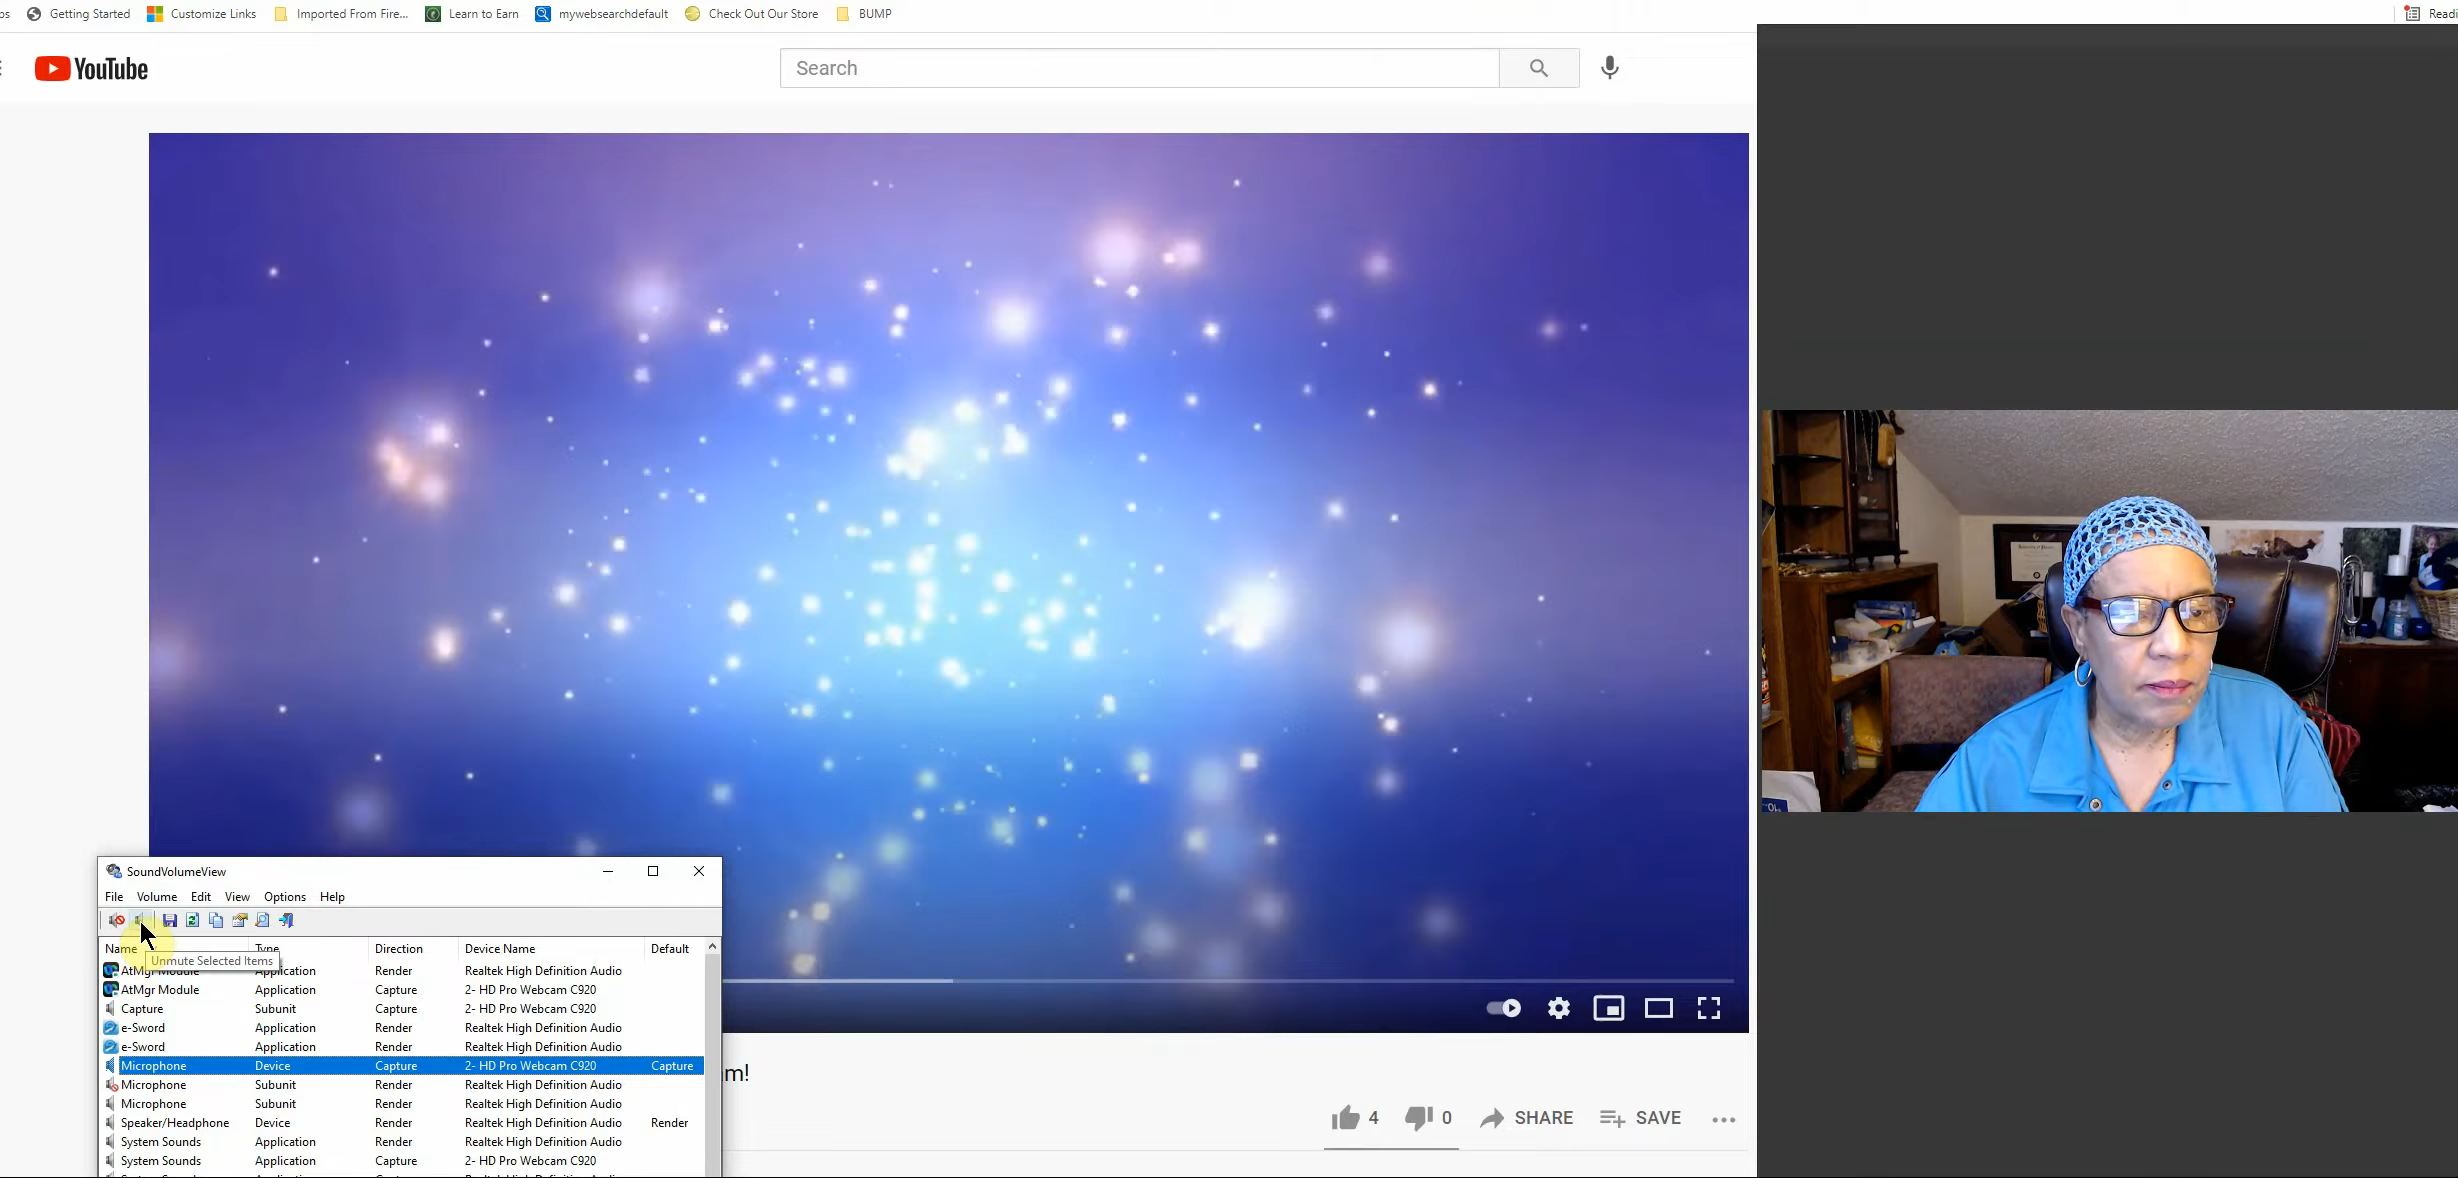 Getting Started Customize Links Imported From Fire... Learn to Earn mywebsearchdefault Check Out Our Store BUMP
YouTube
Search
SoundVolumeView
File Volume Edit View Options Help
Name Type Direction Device Name Default
Unmute Selected Items
AtMgr Module Application Render Realtek High Definition Audio
AtMgr Module Application Capture 2- HD Pro Webcam C920
Capture Subunit Capture 2- HD Pro Webcam C920
e-Sword Application Render Realtek High Definition Audio
e-Sword Application Render Realtek High Definition Audio
Microphone Device Capture 2- HD Pro Webcam C920 Capture
Microphone Subunit Render Realtek High Definition Audio
Microphone Subunit Render Realtek High Definition Audio
Speaker/Headphone Device Render Realtek High Definition Audio Render
System Sounds Application Render Realtek High Definition Audio
System Sounds Application Capture 2- HD Pro Webcam C920
m!
4 0 SHARE SAVE